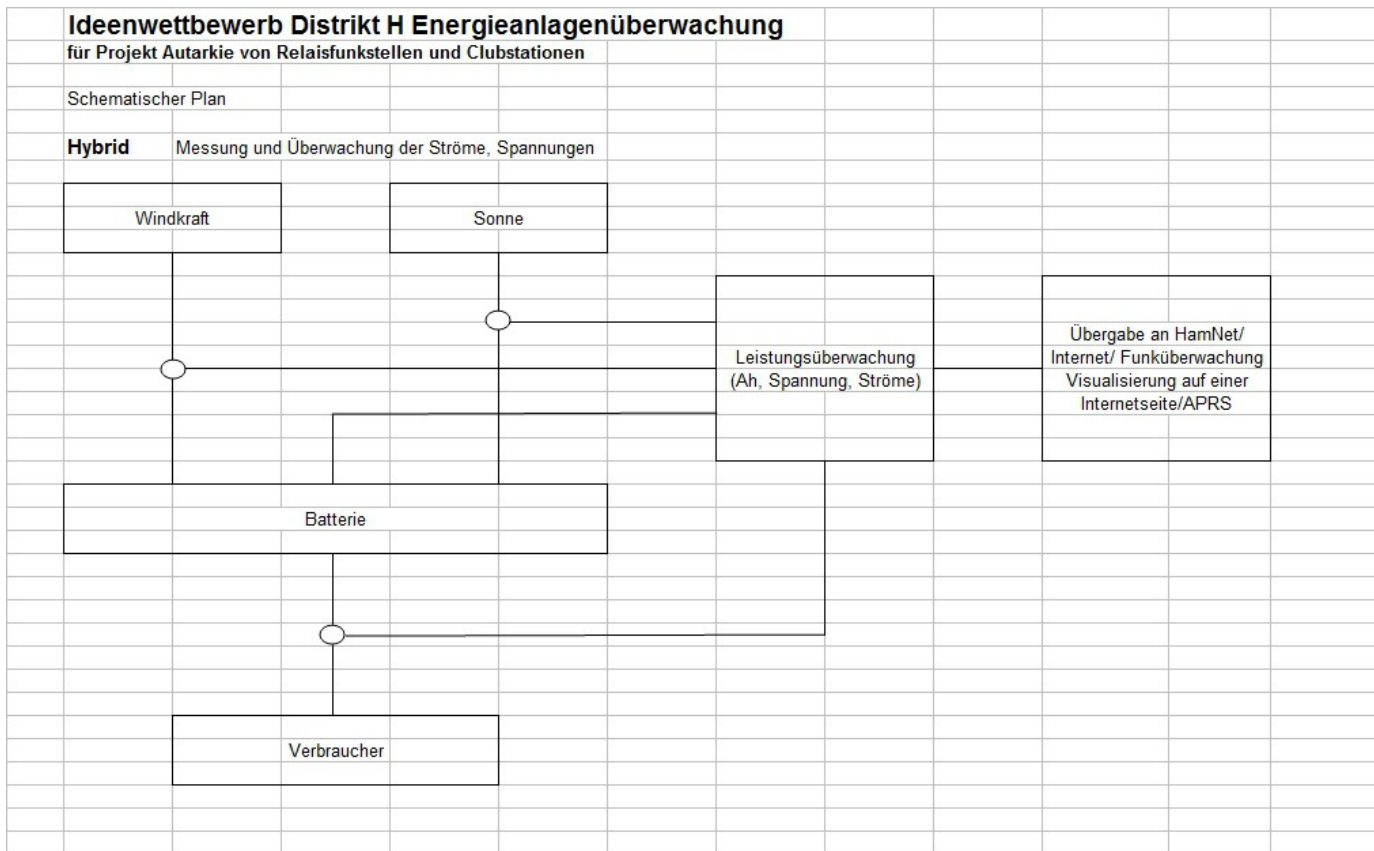 Ideenwettbewerb Distrikt H Energieanlagenüberwachung
für Projekt Autarkie von Relaisfunkstellen und Clubstationen
Schematischer Plan
Hybrid Messung und Überwachung der Ströme, Spannungen
Windkraft
Sonne
Leistungsüberwachung
(Ah, Spannung, Ströme)
Übergabe an HamNet/
Internet/ Funküberwachung
Visualisierung auf einer
Internetseite/APRS
Batterie
Verbraucher